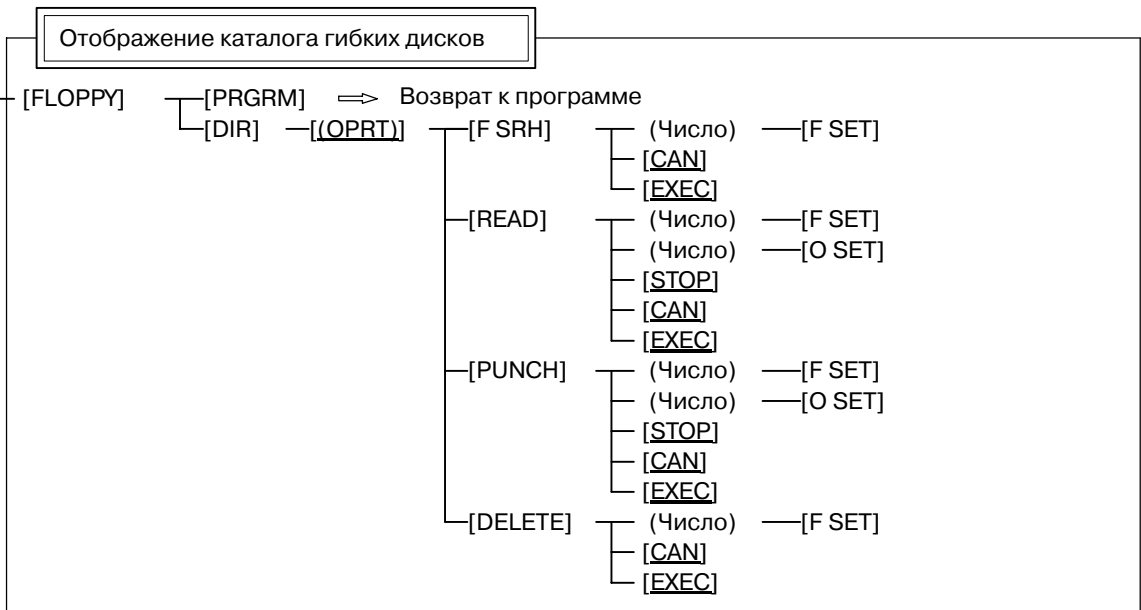 Отображение каталога гибких дисков
[FLOPPY] [PRGRM] Возврат к программе
[DIR] [(OPRT)] [F SRH] (Число) [F SET]
[CAN]
[EXEC]
[READ] (Число) [F SET]
(Число) [O SET]
[STOP]
[CAN]
[EXEC]
[PUNCH] (Число) [F SET]
(Число) [O SET]
[STOP]
[CAN]
[EXEC]
[DELETE] (Число) [F SET]
[CAN]
[EXEC]